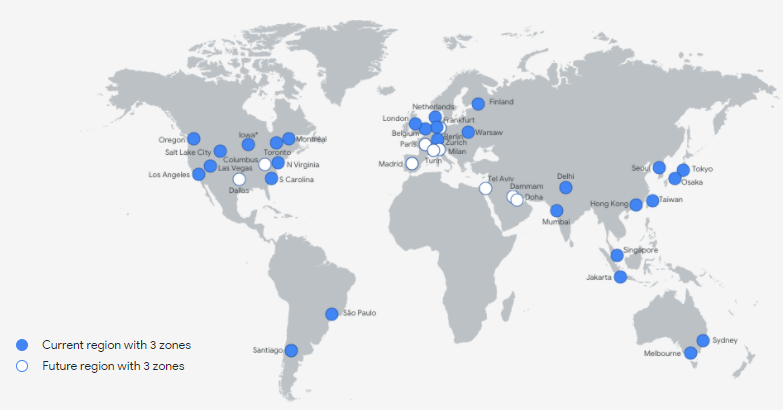 Finland
Netherlands
London
Frankfurt
Belgium
Berlin
Warsaw
Paris
Zurich
Milan
Turin
Madrid
Oregon
Iowa*
Montréal
Salt Lake City
Toronto
Columbus
N Virginia
Las Vegas
Los Angeles
S Carolina
Dallas
Tel Aviv
Dammam
Doha
Delhi
Mumbai
Seoul
Tokyo
Osaka
Hong Kong
Taiwan
Singapore
Jakarta
São Paulo
Santiago
Sydney
Melbourne
Current region with 3 zones
Future region with 3 zones